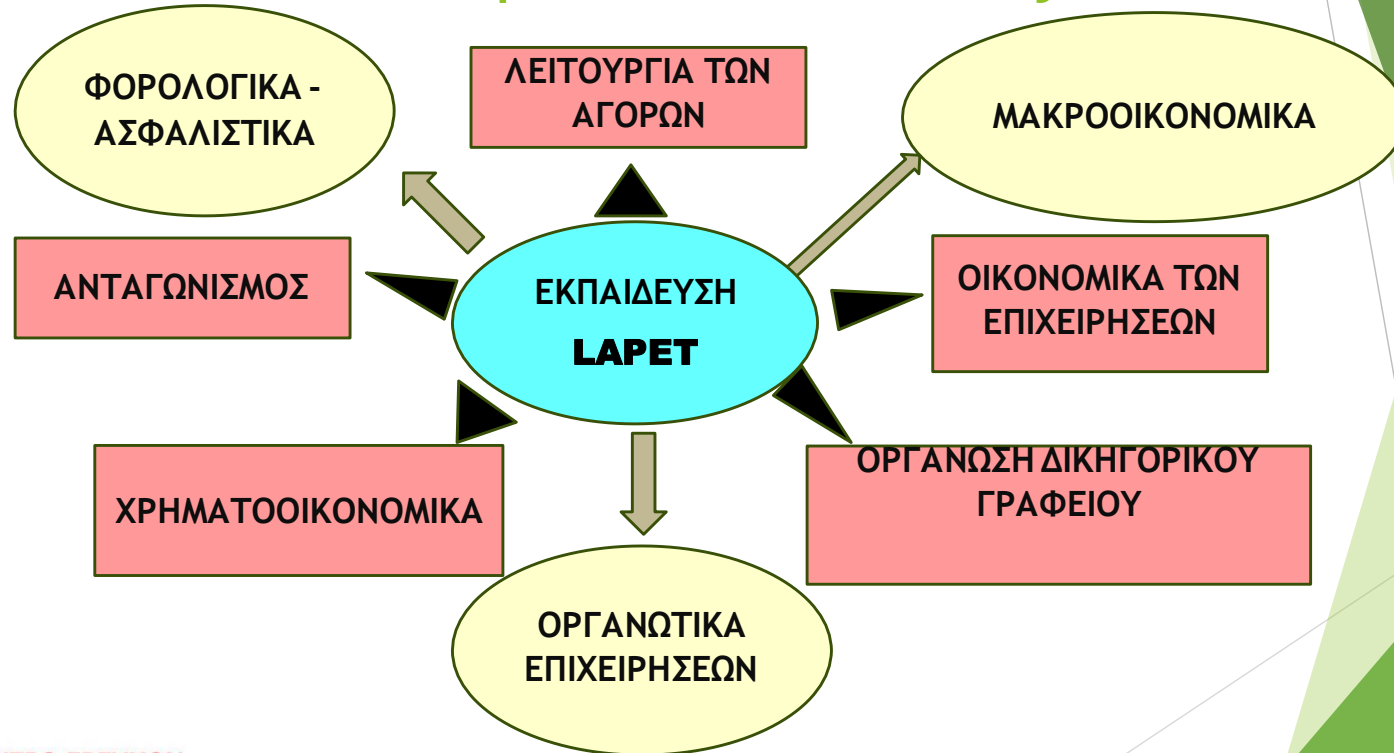 ΦΟΡΟΛΟΓΙΚΑ -
ΑΣΦΑΛΙΣΤΙΚΑ
ΛΕΙΤΟΥΡΓΙΑ ΤΩΝ
ΑΓΟΡΩΝ
ΜΑΚΡΟΟΙΚΟΝΟΜΙΚΑ
ΑΝΤΑΓΩΝΙΣΜΟΣ
ΕΚΠΑΙΔΕΥΣΗ
LAPET
ΟΙΚΟΝΟΜΙΚΑ ΤΩΝ
ΕΠΙΧΕΙΡΗΣΕΩΝ
ΧΡΗΜΑΤΟΟΙΚΟΝΟΜΙΚΑ
ΟΡΓΑΝΩΣΗ ΔΙΚΗΓΟΡΙΚΟΥ
ΓΡΑΦΕΙΟΥ
ΟΡΓΑΝΩΤΙΚΑ
ΕΠΙΧΕΙΡΗΣΕΩΝ